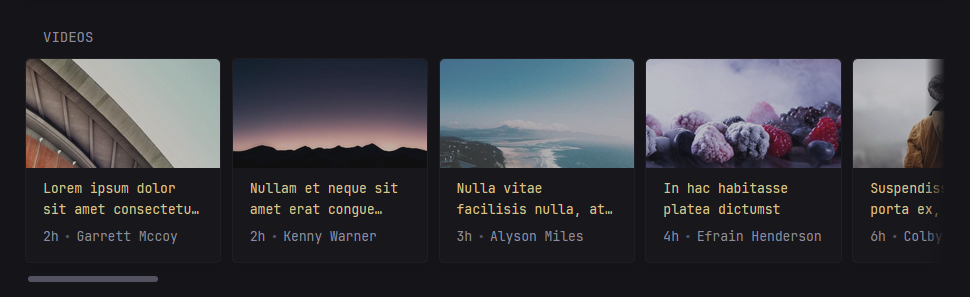 VIDEOS
Lorem ipsum dolor
sit amet consectetu…
2h • Garrett Mccoy
Nullam et neque sit
amet erat congue…
2h • Kenny Warner
Nulla vitae
facilisis nulla, at…
3h • Alyson Miles
In hac habitasse
platea dictumst
4h • Efrain Henderson
Suspendiss
porta ex,
6h • Colby